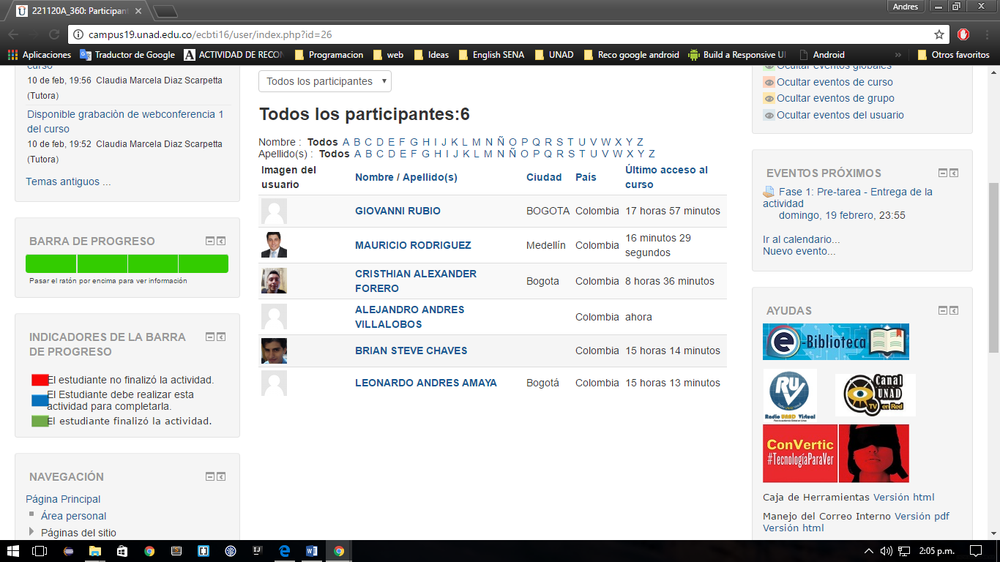 221120A_360: Participant
Andres
campus19.unad.edu.co/ecbti16/user/index.php?id=26
Aplicaciones
Traductor de Google
ACTIVIDAD DE RECON
Programacion
web
Ideas
English SENA
UNAD
Reco google android
Build a Responsive UI
Android
»
Otros favoritos
curso
10 de feb, 19:56 Claudia Marcela Diaz Scarpetta
(Tutora)
Disponible grabaciòn de webconferencia 1
del curso
10 de feb, 19:52 Claudia Marcela Diaz Scarpetta
(Tutora)
Temas antiguos ...
BARRA DE PROGRESO
Pasar el ratón por encima para ver información
INDICADORES DE LA BARRA
DE PROGRESO
El estudiante no finalizó la actividad.
El Estudiante debe realizar esta
actividad para completarla.
El estudiante finalizó la actividad.
NAVEGACIÓN
Página Principal
Área personal
Páginas del sitio
Todos los participantes
Todos los participantes:6
Nombre : Todos A B C D E F G H I J K L M N Ñ O P Q R S T U V W X Y Z
Apellido(s) : Todos A B C D E F G H I J K L M N Ñ O P Q R S T U V W X Y Z
Imagen del
usuario
Nombre / Apellido(s)
Ciudad
País
Último acceso al
curso
GIOVANNI RUBIO BOGOTA Colombia 17 horas 57 minutos
MAURICIO RODRIGUEZ Medellín Colombia 16 minutos 29
segundos
CRISTHIAN ALEXANDER
FORERO
Bogota Colombia 8 horas 36 minutos
ALEJANDRO ANDRES
VILLALOBOS
Colombia ahora
BRIAN STEVE CHAVES Colombia 15 horas 14 minutos
LEONARDO ANDRES AMAYA Bogotá Colombia 15 horas 13 minutos
Ocultar eventos globales
Ocultar eventos de curso
Ocultar eventos de grupo
Ocultar eventos del usuario
EVENTOS PRÓXIMOS
Fase 1: Pre-tarea - Entrega de la
actividad
domingo, 19 febrero, 23:55
Ir al calendario...
Nuevo evento...
AYUDAS
e-Biblioteca
RUV
Radio UNAD Virtual
Canal
UNAD
TV en Red
ConVertic
#TecnologíaParaVer
Caja de Herramientas Versión html
Manejo del Correo Interno Versión pdf
Versión html
2:05 p.m.